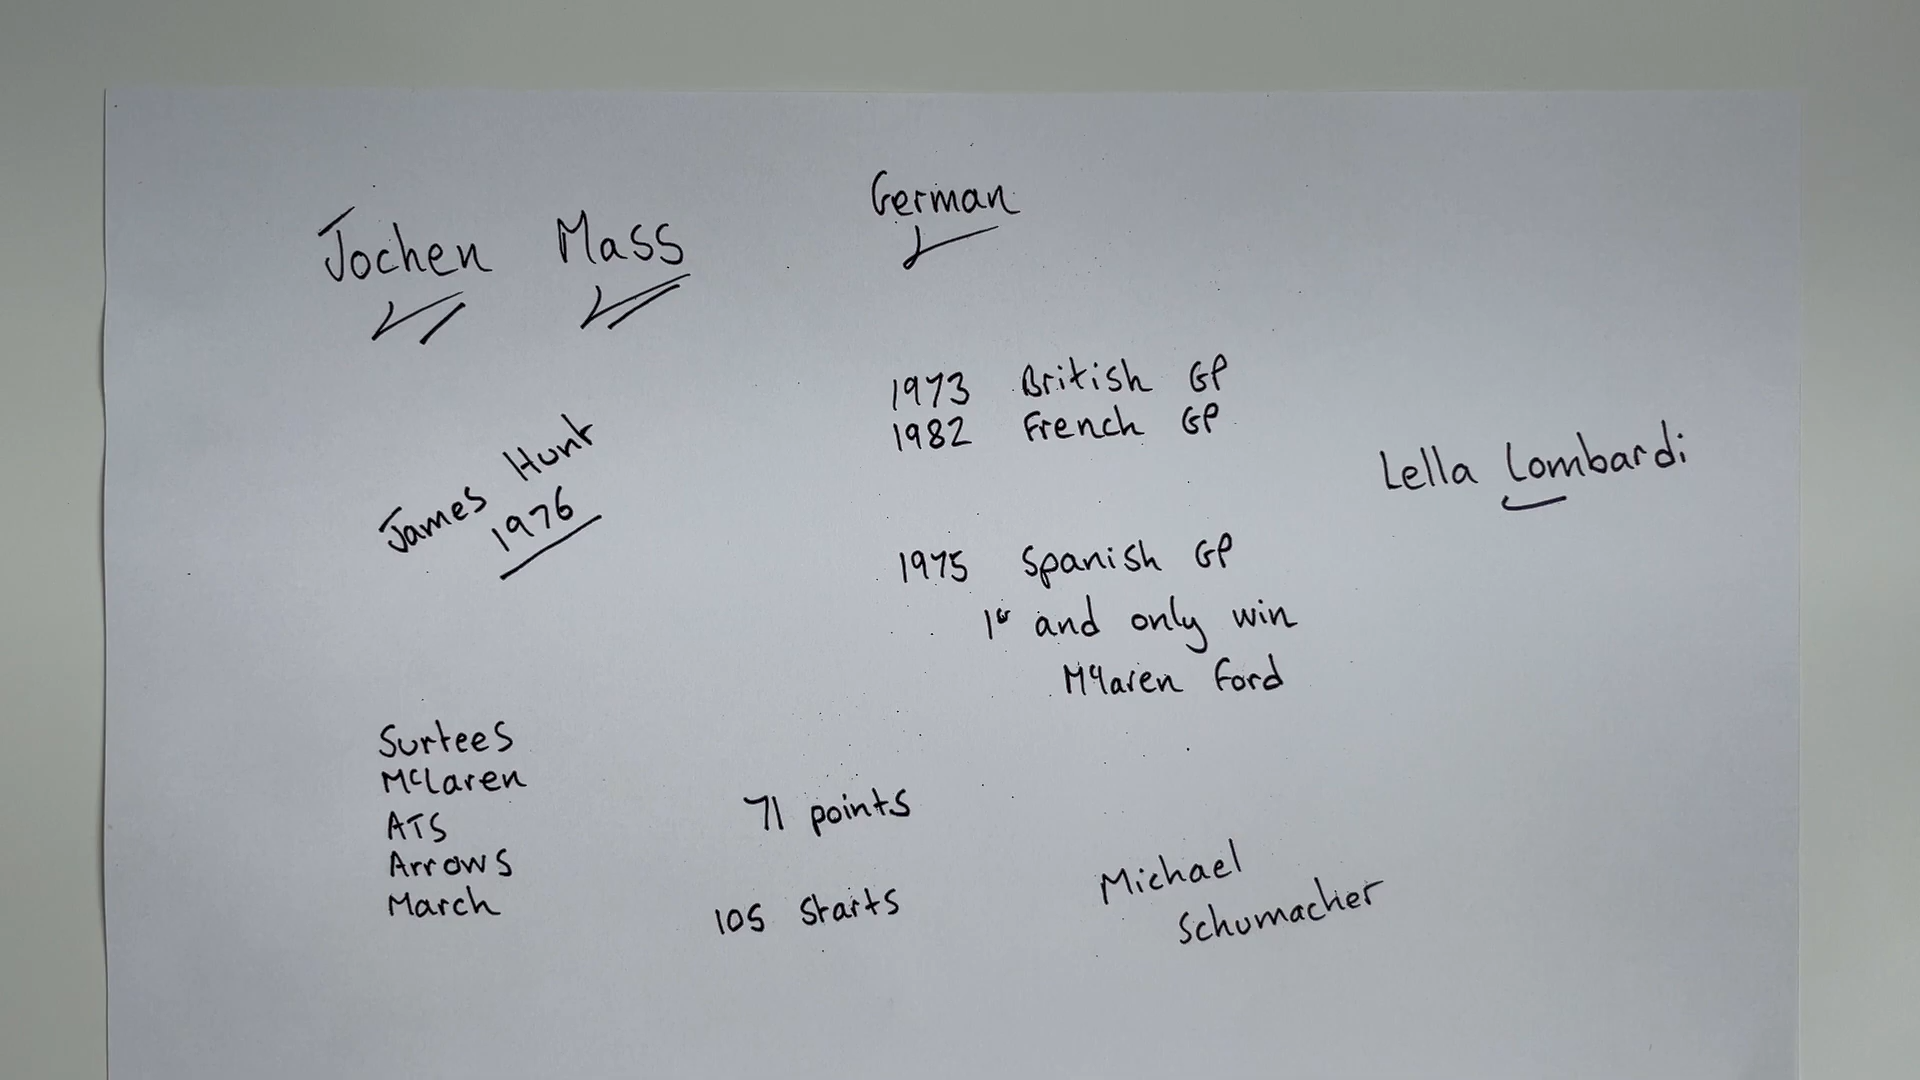 Jochen Mass
German
1973 British GP
1982 French GP
James Hunt
1976
Lella Lombardi
1975 Spanish GP
1st and only win
McLaren Ford
Surtees
McLaren
ATS
Arrows
March
71 points
105 Starts
Michael
Schumacher